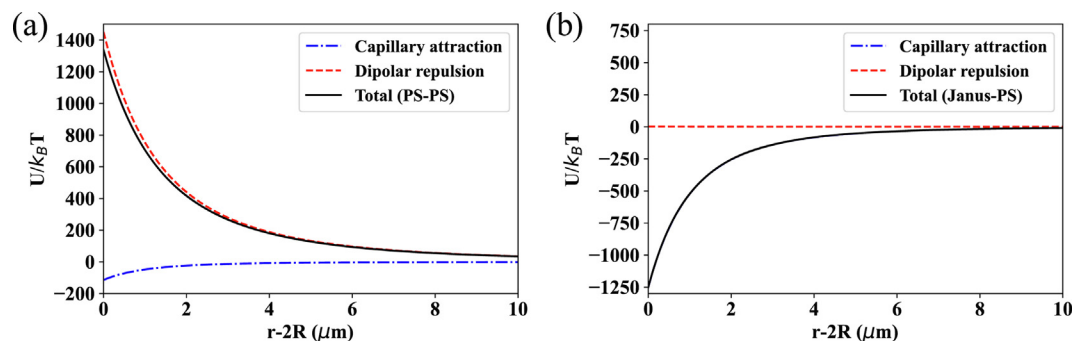 (a)
1400
1200
1000
800
600
400
200
0
−200
U/k_BT
Capillary attraction
Dipolar repulsion
Total (PS-PS)
0 2 4 6 8 10
r-2R (μm)
(b)
750
500
250
0
−250
−500
−750
−1000
−1250
U/k_BT
Capillary attraction
Dipolar repulsion
Total (Janus-PS)
0 2 4 6 8 10
r-2R (μm)